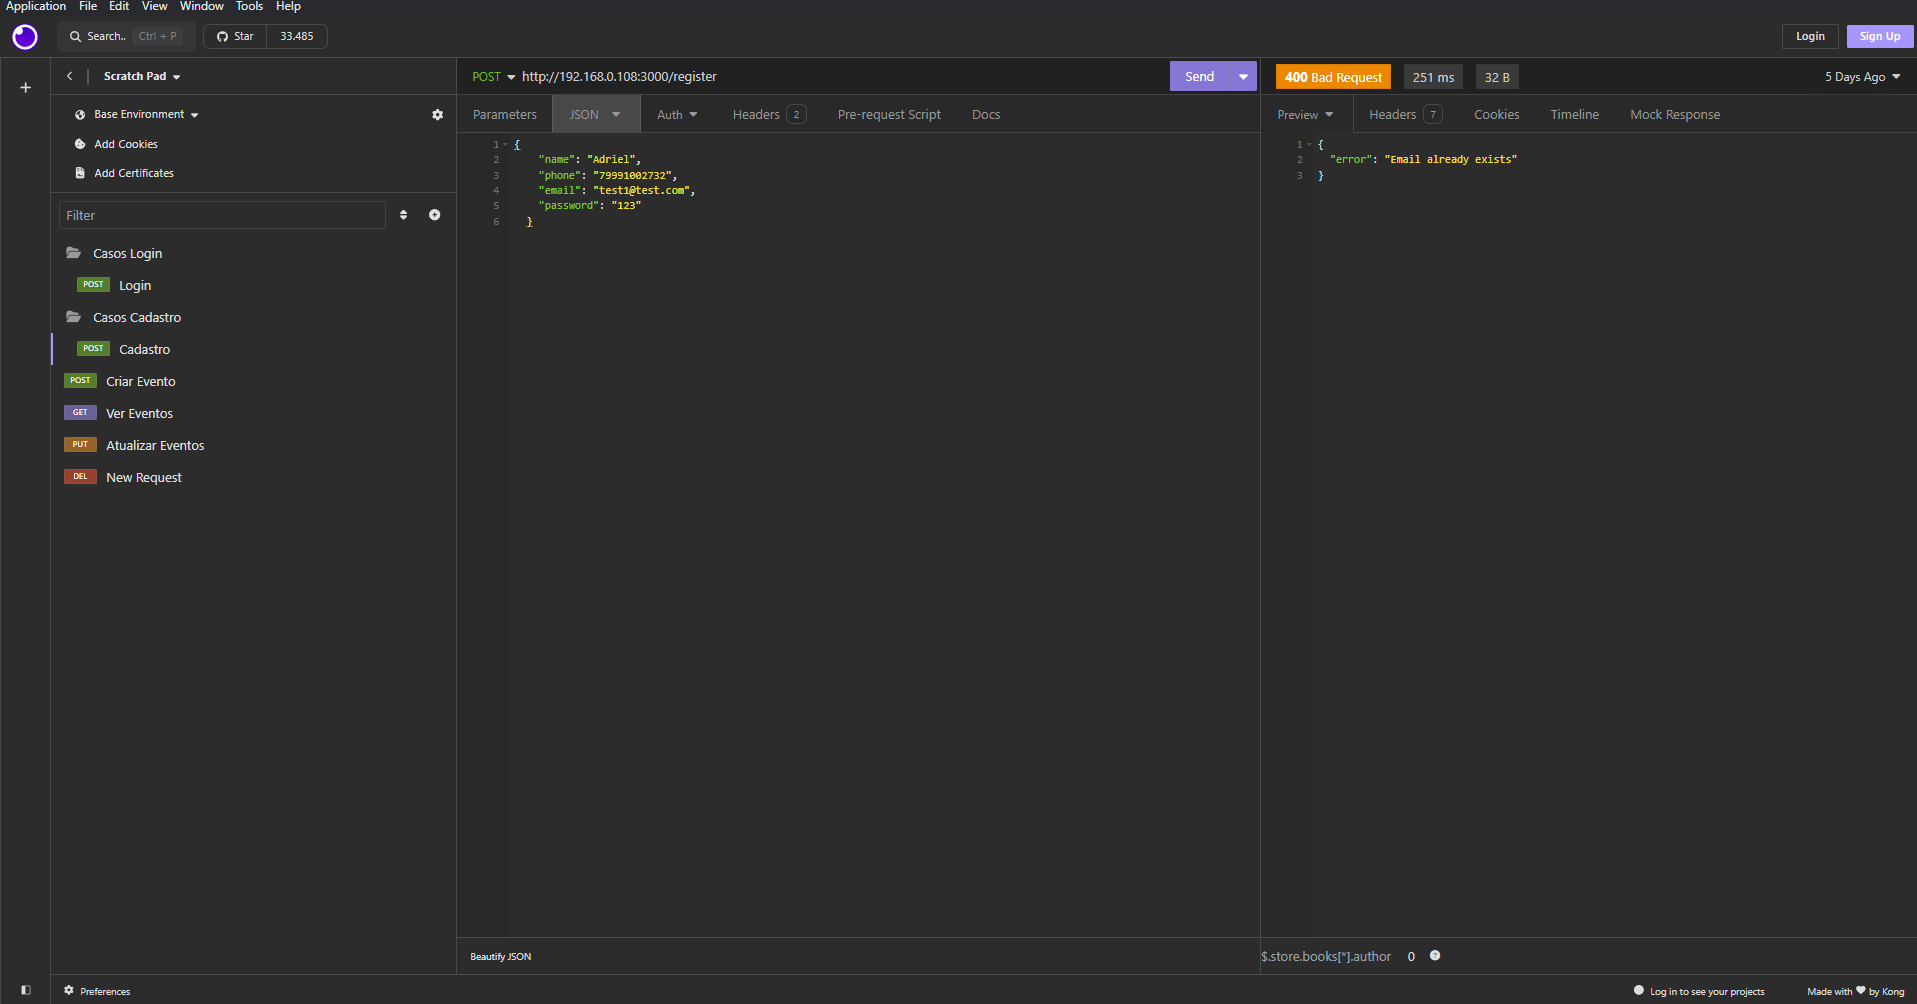 Application File Edit View Window Tools Help
Search.. Ctrl + P Star 33.485 Login Sign Up
Scratch Pad
POST http://192.168.0.108:3000/register Send
400 Bad Request 251 ms 32 B 5 Days Ago
Base Environment
Add Cookies
Add Certificates
Filter
Casos Login
POST Login
Casos Cadastro
POST Cadastro
POST Criar Evento
GET Ver Eventos
PUT Atualizar Eventos
DEL New Request
Parameters JSON Auth Headers 2 Pre-request Script Docs
1 {
2 "name": "Adriel",
3 "phone": "79991002732",
4 "email": "test1@test.com",
5 "password": "123"
6 }
Beautify JSON
Preview Headers 7 Cookies Timeline Mock Response
1 {
2 "error": "Email already exists"
3 }
$.store.books[*].author 0
Preferences
Log in to see your projects Made with ❤ by Kong